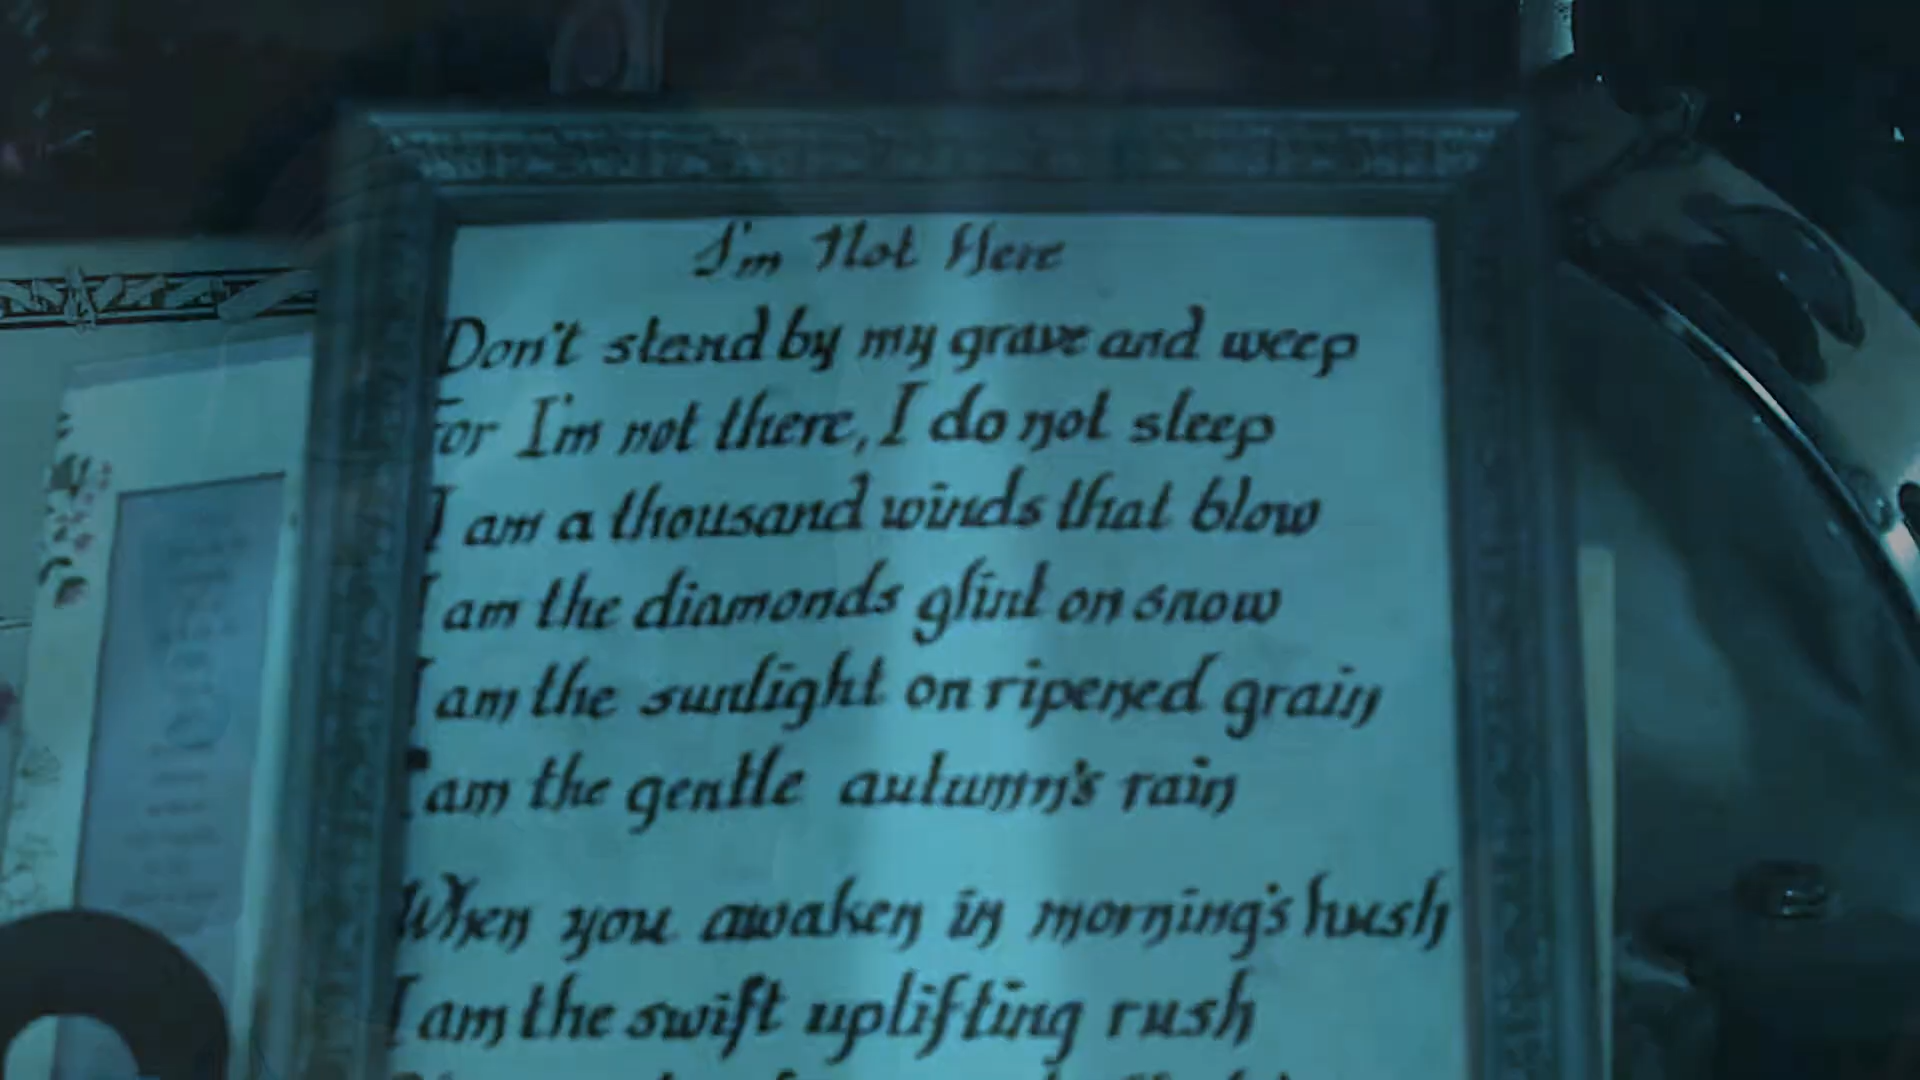 I'm Not Here
Don't stand by my grave and weep
For I'm not there, I do not sleep
I am a thousand winds that blow
I am the diamonds glint on snow
I am the sunlight on ripened grain
I am the gentle autumn's rain
When you awaken in morning's hush
I am the swift uplifting rush